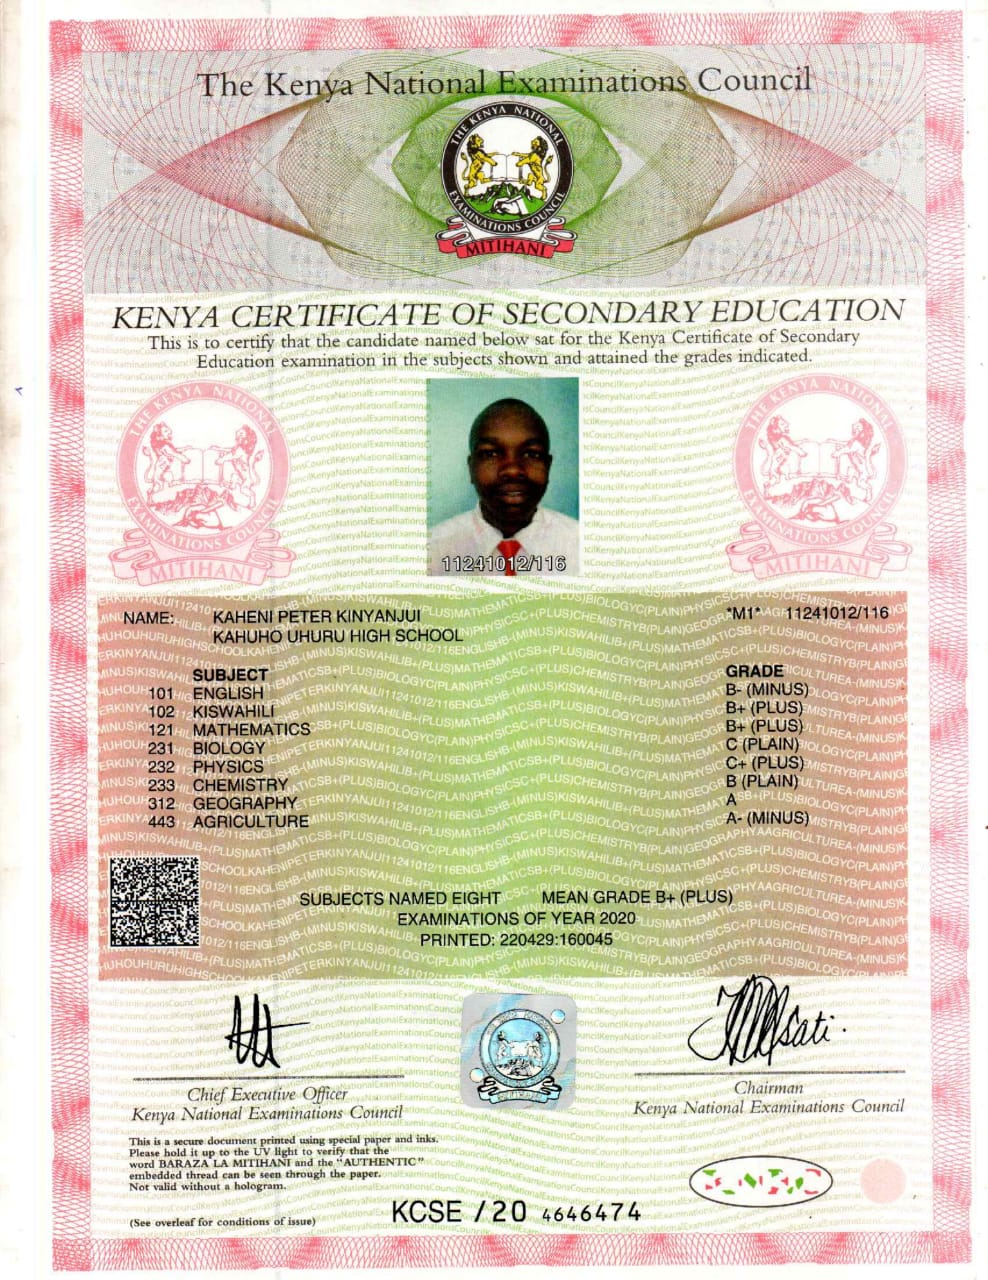 The Kenya National Examinations Council
THE KENYA NATIONAL
EXAMINATIONS COUNCIL
MITIHANI
KENYA CERTIFICATE OF SECONDARY EDUCATION
This is to certify that the candidate named below sat for the Kenya Certificate of Secondary
Education examination in the subjects shown and attained the grades indicated.
THE KENYA NATIONAL
EXAMINATIONS COUNCIL
MITIHANI
THE KENYA NATIONAL
EXAMINATIONS COUNCIL
MITIHANI
11241012/116
NAME: KAHENI PETER KINYANJUI *M1* 11241012/116
KAHUHO UHURU HIGH SCHOOL
SUBJECT GRADE
101 ENGLISH B- (MINUS)
102 KISWAHILI B+ (PLUS)
121 MATHEMATICS B+ (PLUS)
231 BIOLOGY C (PLAIN)
232 PHYSICS C+ (PLUS)
233 CHEMISTRY B (PLAIN)
312 GEOGRAPHY A
443 AGRICULTURE A- (MINUS)
SUBJECTS NAMED EIGHT MEAN GRADE B+ (PLUS)
EXAMINATIONS OF YEAR 2020
PRINTED: 220429:160045
Chief Executive Officer
Kenya National Examinations Council
Chairman
Kenya National Examinations Council
This is a secure document printed using special paper and inks.
Please hold it up to the UV light to verify that the
word BARAZA LA MITIHANI and the "AUTHENTIC"
embedded thread can be seen through the paper.
Not valid without a hologram.
(See overleaf for conditions of issue)
KCSE / 20 4646474